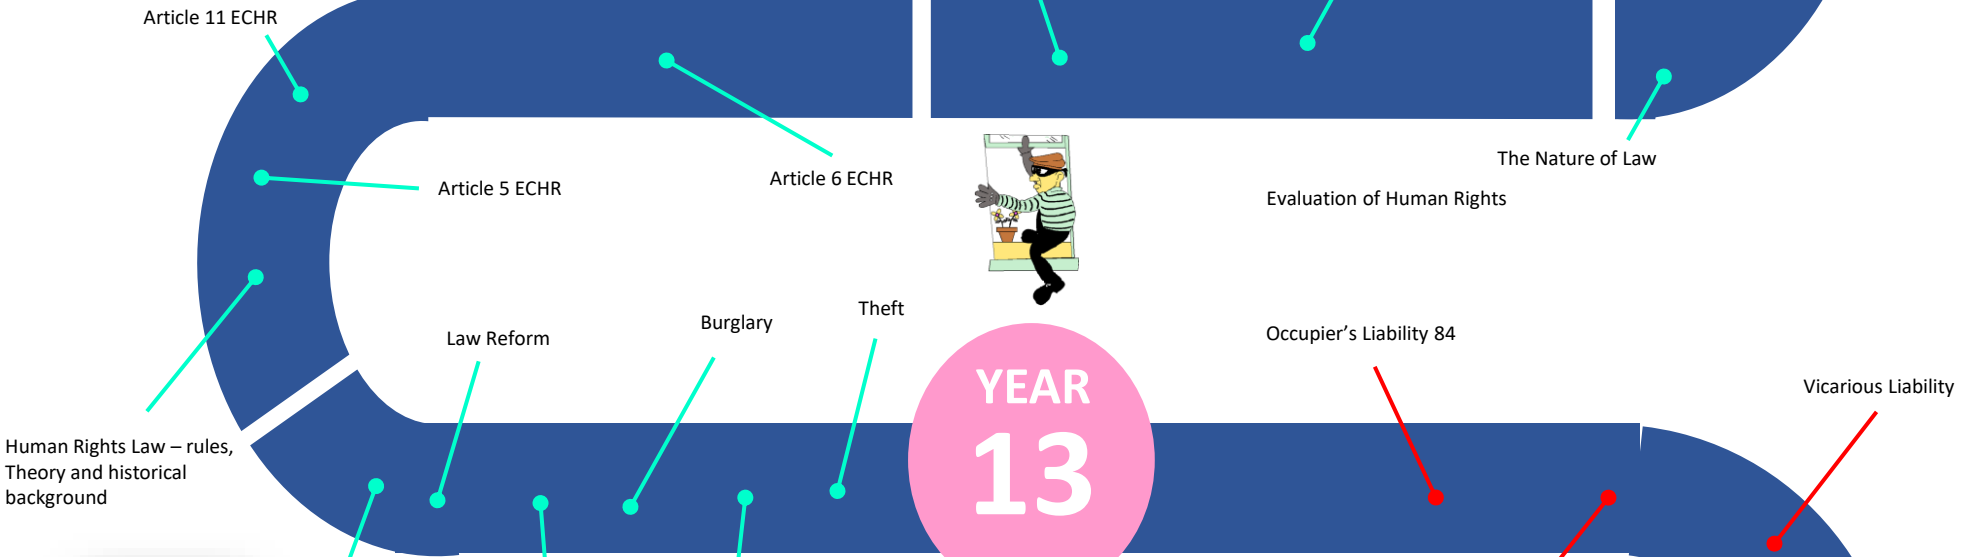 Article 11 ECHR
The Nature of Law
Article 6 ECHR
Article 5 ECHR
Evaluation of Human Rights
Theft
Burglary
Law Reform
Occupier’s Liability 84
YEAR
13
Vicarious Liability
Human Rights Law – rules,
Theory and historical
background